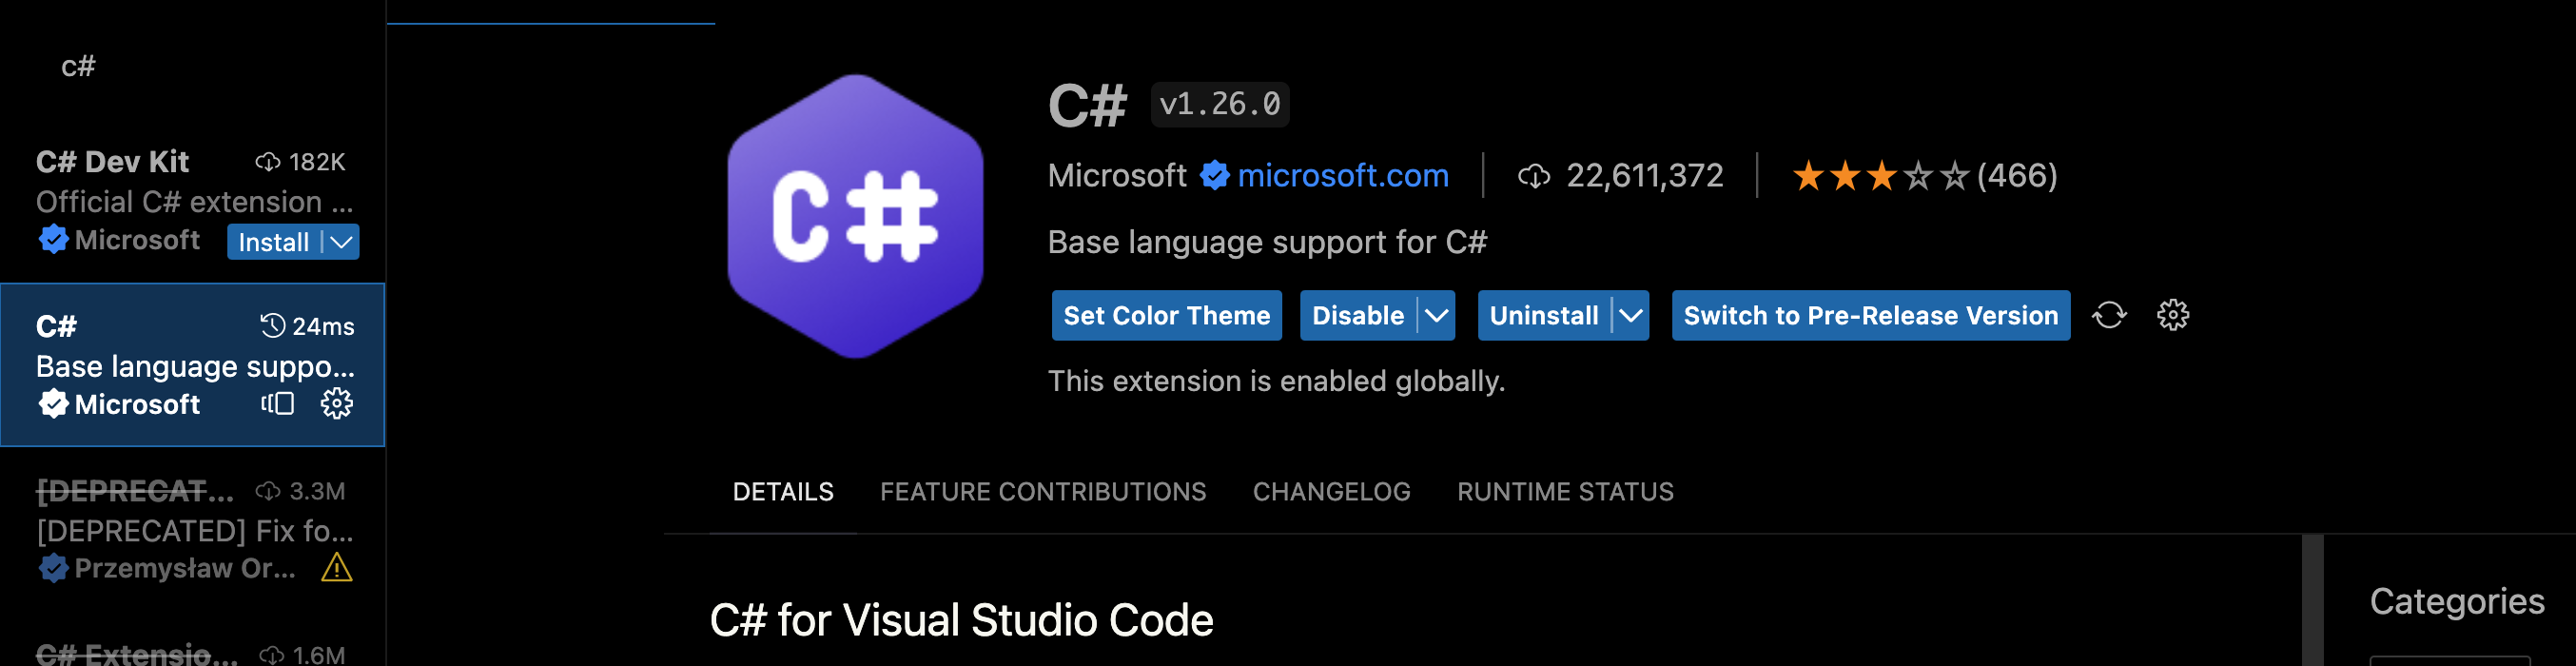 c#
C# Dev Kit 182K
Official C# extension ...
Microsoft Install
C# 24ms
Base language suppo...
Microsoft
[DEPRECAT... 3.3M
[DEPRECATED] Fix fo...
Przemysław Or...
C# Extensio... 1.6M
C#
C# v1.26.0
Microsoft microsoft.com 22,611,372 (466)
Base language support for C#
Set Color Theme Disable Uninstall Switch to Pre-Release Version
This extension is enabled globally.
DETAILS FEATURE CONTRIBUTIONS CHANGELOG RUNTIME STATUS
C# for Visual Studio Code
Categories